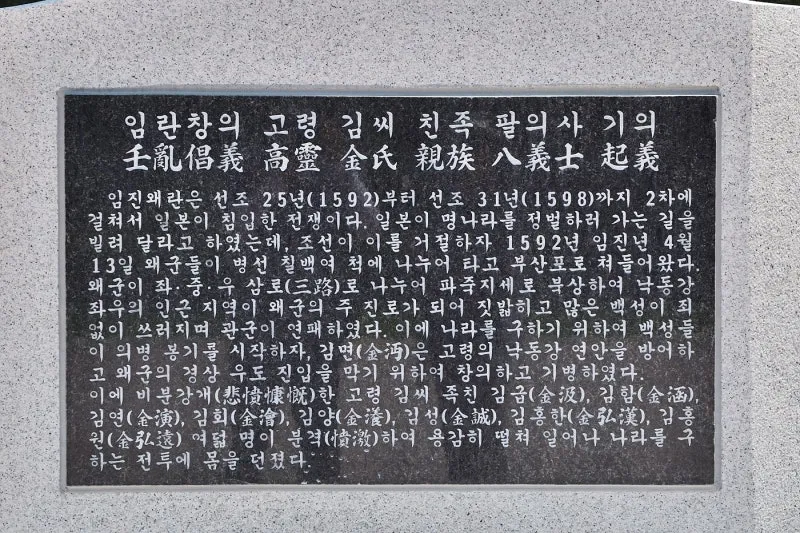 임란창의 고령 김씨 친족 팔의사 기의
壬亂倡義 高靈 金氏 親族 八義士 起義
임진왜란은 선조 25년(1592)부터 선조 31년(1598)까지 2차에
걸쳐서 일본이 침입한 전쟁이다. 일본이 명나라를 정벌하러 가는 길을
빌려 달라고 하였는데, 조선이 이를 거절하자 1592년 임진년 4월
13일 왜군들이 병선 칠백여 척에 나누어 타고 부산포로 쳐들어왔다.
왜군이 좌·중·우 삼로(三路)로 나누어 파죽지세로 북상하여 낙동강
좌우의 인근 지역이 왜군의 주 진로가 되어 짓밟히고 많은 백성이 죄
없이 쓰러지며 관군이 연패하였다. 이에 나라를 구하기 위하여 백성들
이 의병 봉기를 시작하자, 김면(金沔)은 고령의 낙동강 연안을 방어하
고 왜군의 경상 우도 진입을 막기 위하여 창의하고 기병하였다.
이에 비분강개(悲憤慷慨)한 고령 김씨 족친 김급(金汲), 김함(金涵),
김연(金演), 김회(金澮), 김양(金瀁), 김성(金誠), 김홍한(金弘漢), 김홍
원(金弘遠) 여덟 명이 분격(憤激)하여 용감히 떨쳐 일어나 나라를 구
하는 전투에 몸을 던졌다.